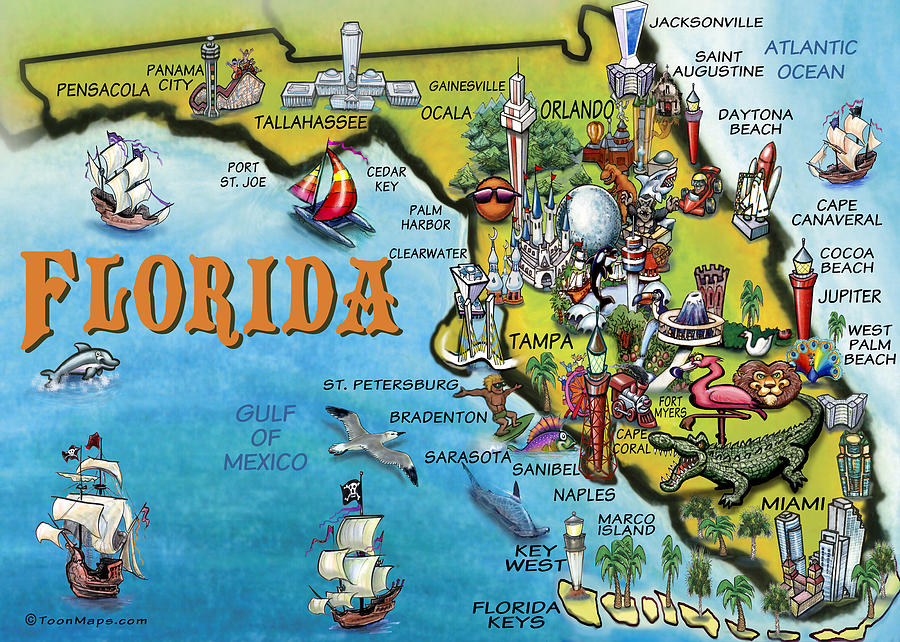 JACKSONVILLE
SAINT
AUGUSTINE
ATLANTIC
OCEAN
PENSACOLA
PANAMA
CITY
TALLAHASSEE
GAINESVILLE
OCALA
ORLANDO
DAYTONA
BEACH
PORT
ST. JOE
CEDAR
KEY
PALM
HARBOR
CLEARWATER
CAPE
CANAVERAL
COCOA
BEACH
JUPITER
FLORIDA
TAMPA
WEST
PALM
BEACH
ST. PETERSBURG
BRADENTON
GULF
OF
MEXICO
FORT
MYERS
CAPE
CORAL
SARASOTA
SANIBEL
NAPLES
MIAMI
MARCO
ISLAND
KEY
WEST
FLORIDA
KEYS
©ToonMaps.com